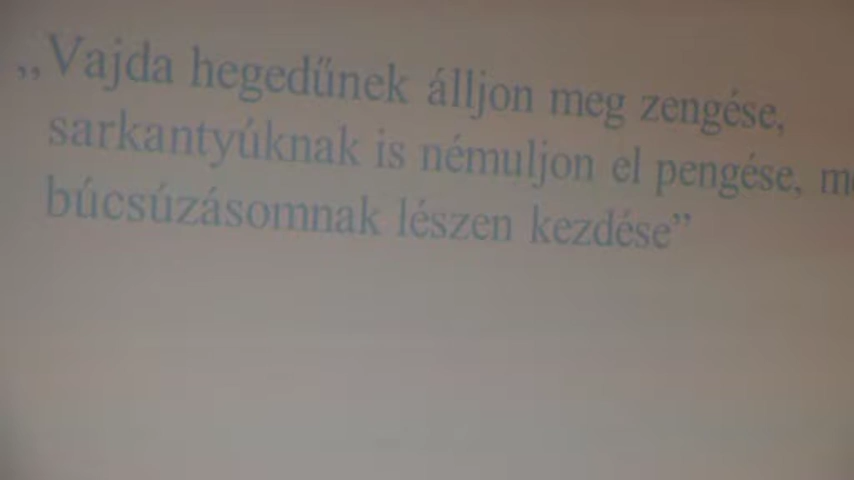 „Vajda hegedűnek álljon meg zengése,
sarkantyúknak is némuljon el pengése,
búcsúzásomnak lészen kezdése”